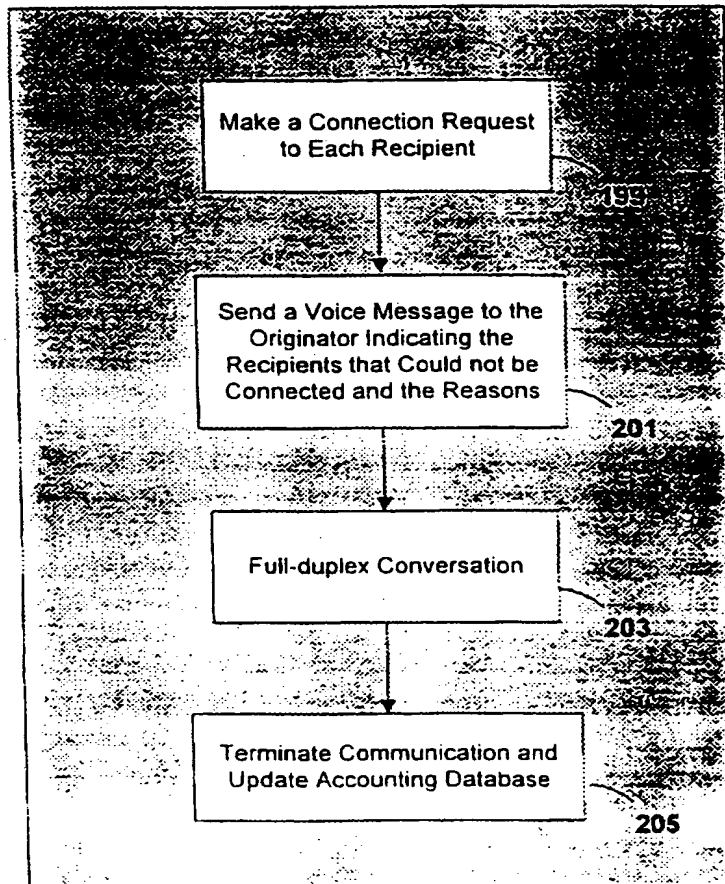 Make a Connection Request
to Each Recipient
199
Send a Voice Message to the
Originator Indicating the
Recipients that Could not be
Connected and the Reasons
201
Full-duplex Conversation
203
Terminate Communication and
Update Accounting Database
205